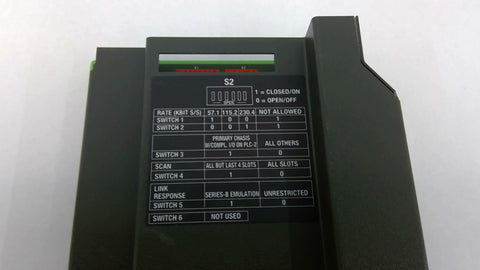 S2
1 = CLOSED/ON
0 = OPEN/OFF
OPEN
RATE (KBIT S/S) 57.1 115.2 230.4 NOT ALLOWED
SWITCH 1 1 0 0 1
SWITCH 2 0 0 1 1
PRIMARY CHASIS
W/COMPL. I/O ON PLC-2 ALL OTHERS
SWITCH 3 1 0
SCAN ALL BUT LAST 4 SLOTS ALL SLOTS
SWITCH 4 1 0
LINK
RESPONSE SERIES-B EMULATION UNRESTRICTED
SWITCH 5 1 0
SWITCH 6 NOT USED